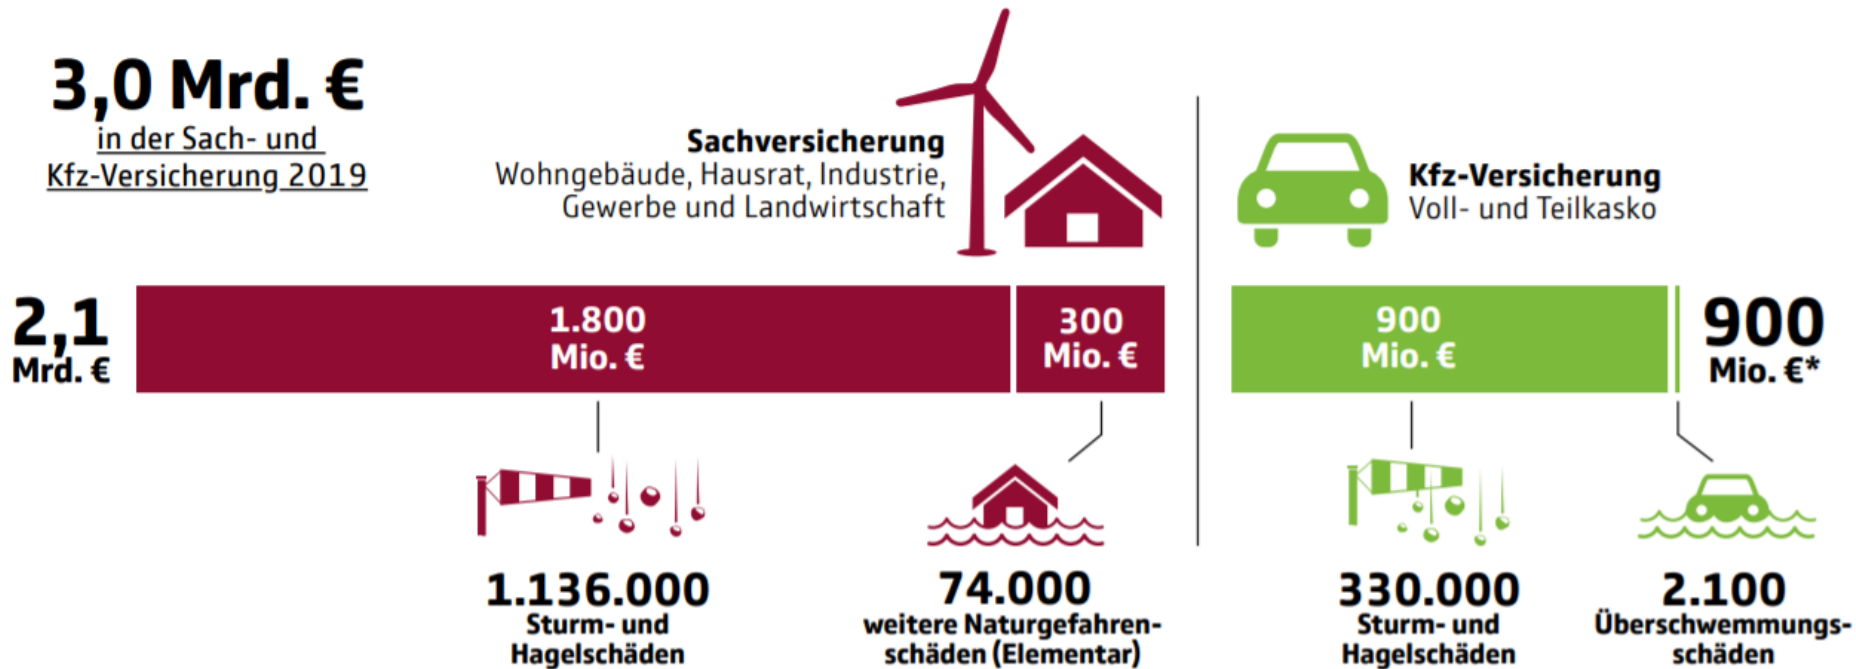 3,0 Mrd. €
in der Sach- und
Kfz-Versicherung 2019
Sachversicherung
Wohngebäude, Hausrat, Industrie,
Gewerbe und Landwirtschaft
Kfz-Versicherung
Voll- und Teilkasko
2,1
Mrd. €
1.800
Mio. €
300
Mio. €
900
Mio. €
900
Mio. €*
1.136.000
Sturm- und
Hagelschäden
74.000
weitere Naturgefahren-
schäden (Elementar)
330.000
Sturm- und
Hagelschäden
2.100
Überschwemmungs-
schäden